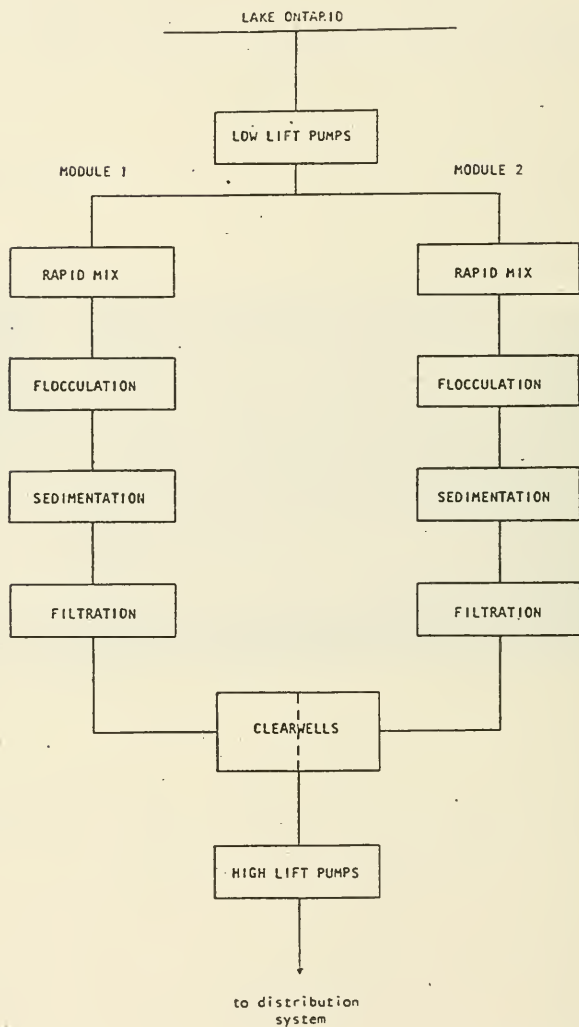 LAKE ONTARIO
LOW LIFT PUMPS
MODULE 1
MODULE 2
RAPID MIX
RAPID MIX
FLOCCULATION
FLOCCULATION
SEDIMENTATION
SEDIMENTATION
FILTRATION
FILTRATION
CLEARWELLS
HIGH LIFT PUMPS
to distribution
system